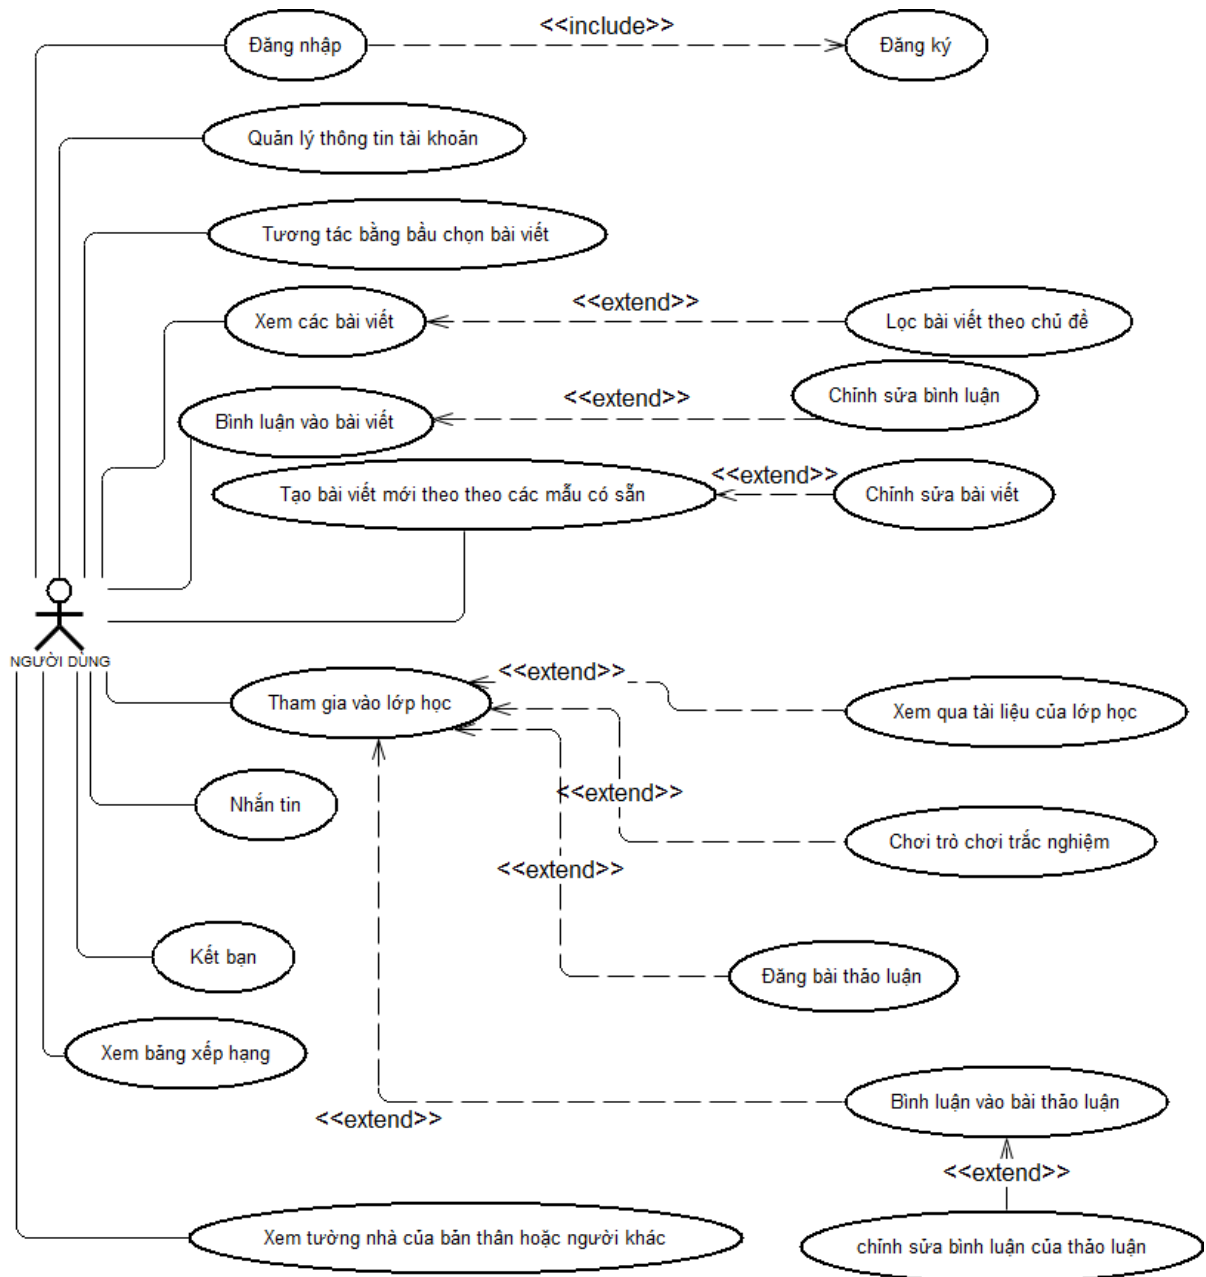 <<include>>
Đăng nhập
Đăng ký
Quản lý thông tin tài khoản
Tương tác bằng bầu chọn bài viết
<<extend>>
Xem các bài viết
Lọc bài viết theo chủ đề
<<extend>>
Chỉnh sửa bình luận
Bình luận vào bài viết
<<extend>>
Tạo bài viết mới theo theo các mẫu có sẵn
Chỉnh sửa bài viết
NGƯỜI DÙNG
<<extend>>
Tham gia vào lớp học
Xem qua tài liệu của lớp học
<<extend>>
Nhắn tin
Chơi trò chơi trắc nghiệm
<<extend>>
Kết bạn
Đăng bài thảo luận
Xem bảng xếp hạng
Bình luận vào bài thảo luận
<<extend>>
<<extend>>
Xem tường nhà của bản thân hoặc người khác
chỉnh sửa bình luận của thảo luận